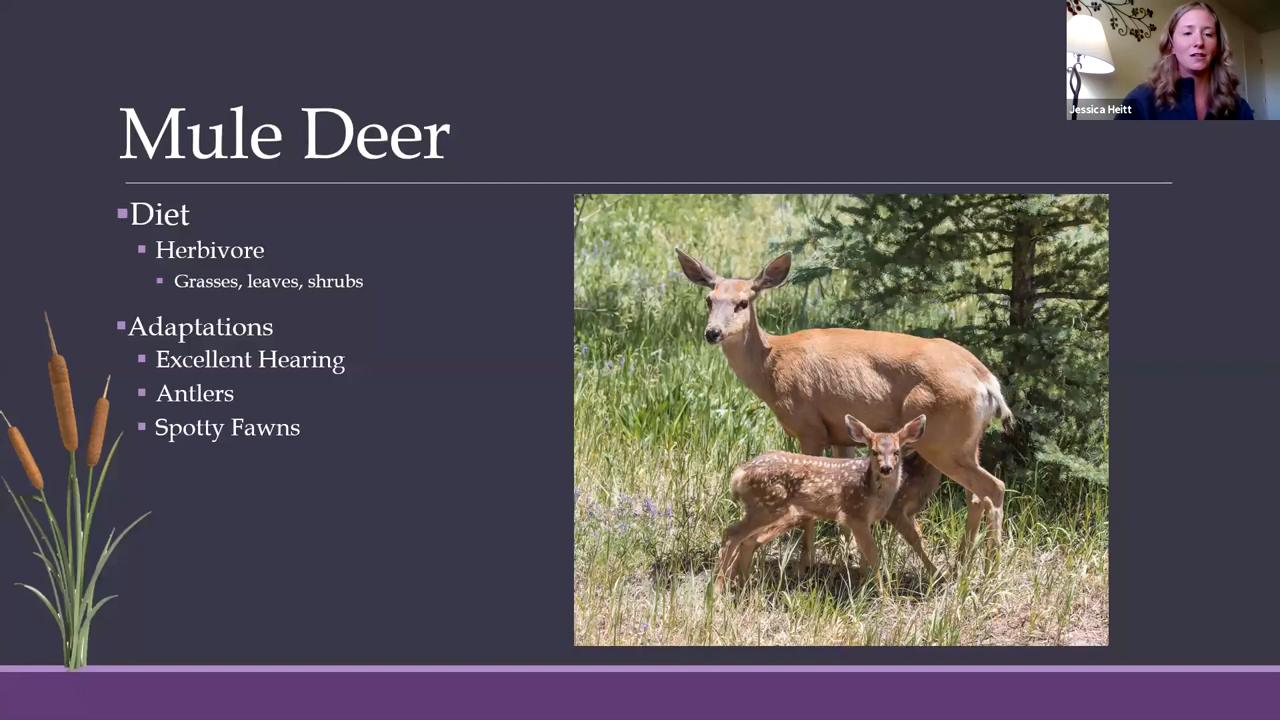 Jessica Heitt
Mule Deer
Diet
Herbivore
Grasses, leaves, shrubs
Adaptations
Excellent Hearing
Antlers
Spotty Fawns